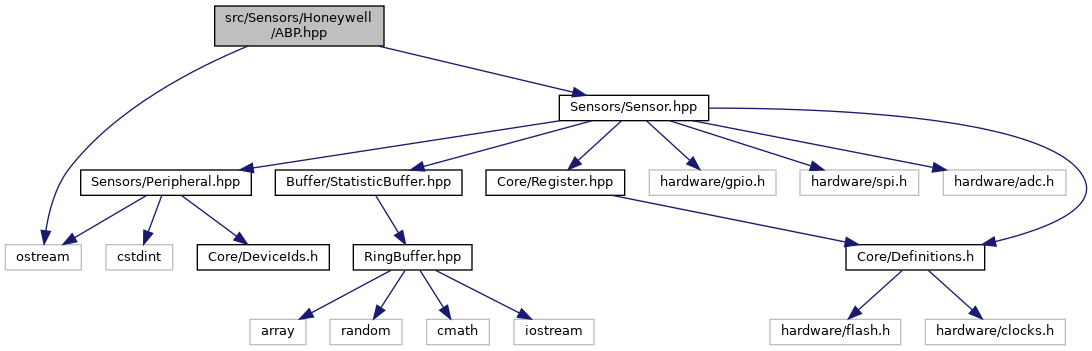 src/Sensors/Honeywell
/ABP.hpp
Sensors/Sensor.hpp
Sensors/Peripheral.hpp
Buffer/StatisticBuffer.hpp
Core/Register.hpp
hardware/gpio.h
hardware/spi.h
hardware/adc.h
ostream
cstdint
Core/DeviceIds.h
RingBuffer.hpp
Core/Definitions.h
array
random
cmath
iostream
hardware/flash.h
hardware/clocks.h